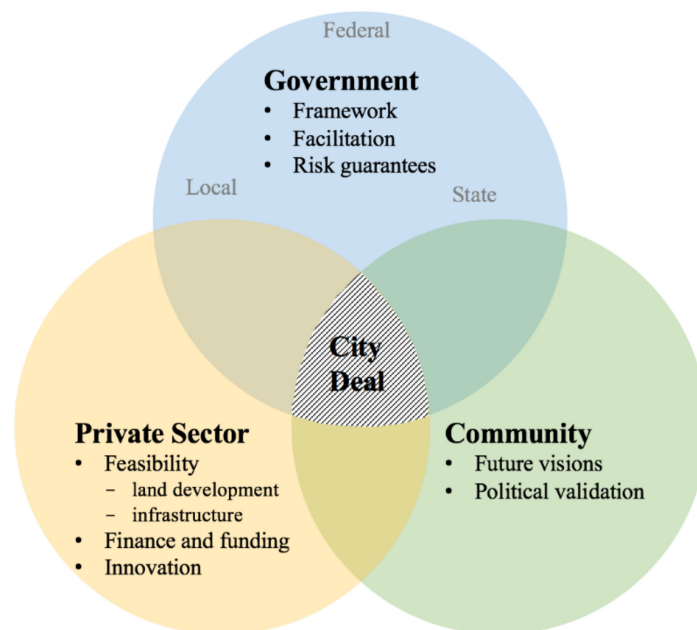 Federal
Government
• Framework
• Facilitation
• Risk guarantees
Local
State
City
Deal
Private Sector
• Feasibility
– land development
– infrastructure
• Finance and funding
• Innovation
Community
• Future visions
• Political validation